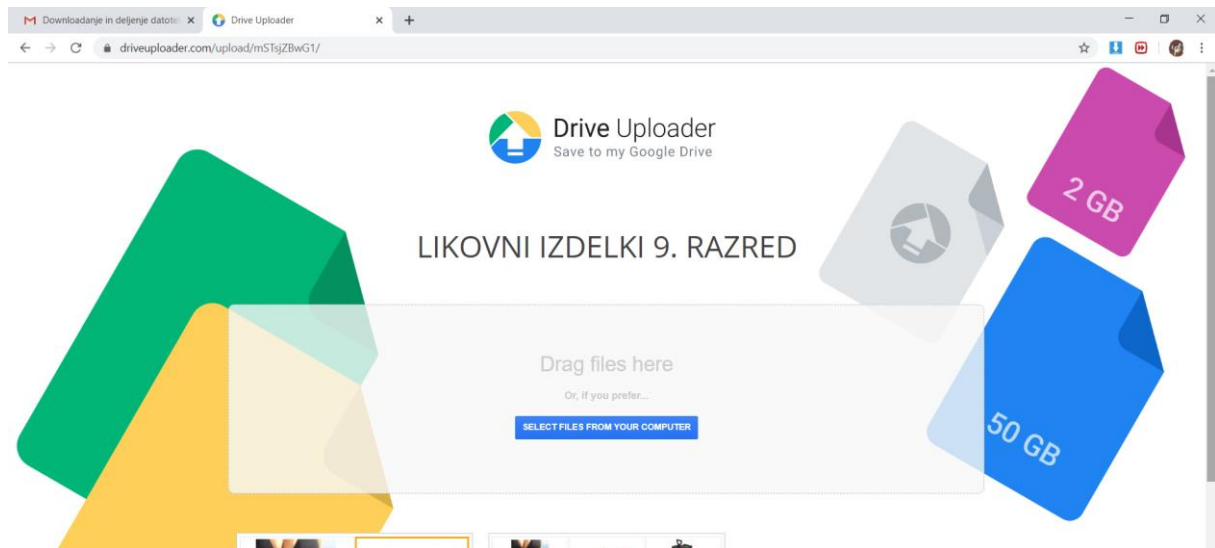 Downloadanje in deljenje datote
Drive Uploader
driveuploader.com/upload/mSTsjZBwG1/
Drive Uploader
Save to my Google Drive
2 GB
LIKOVNI IZDELKI 9. RAZRED
Drag files here
Or, if you prefer...
SELECT FILES FROM YOUR COMPUTER
50 GB